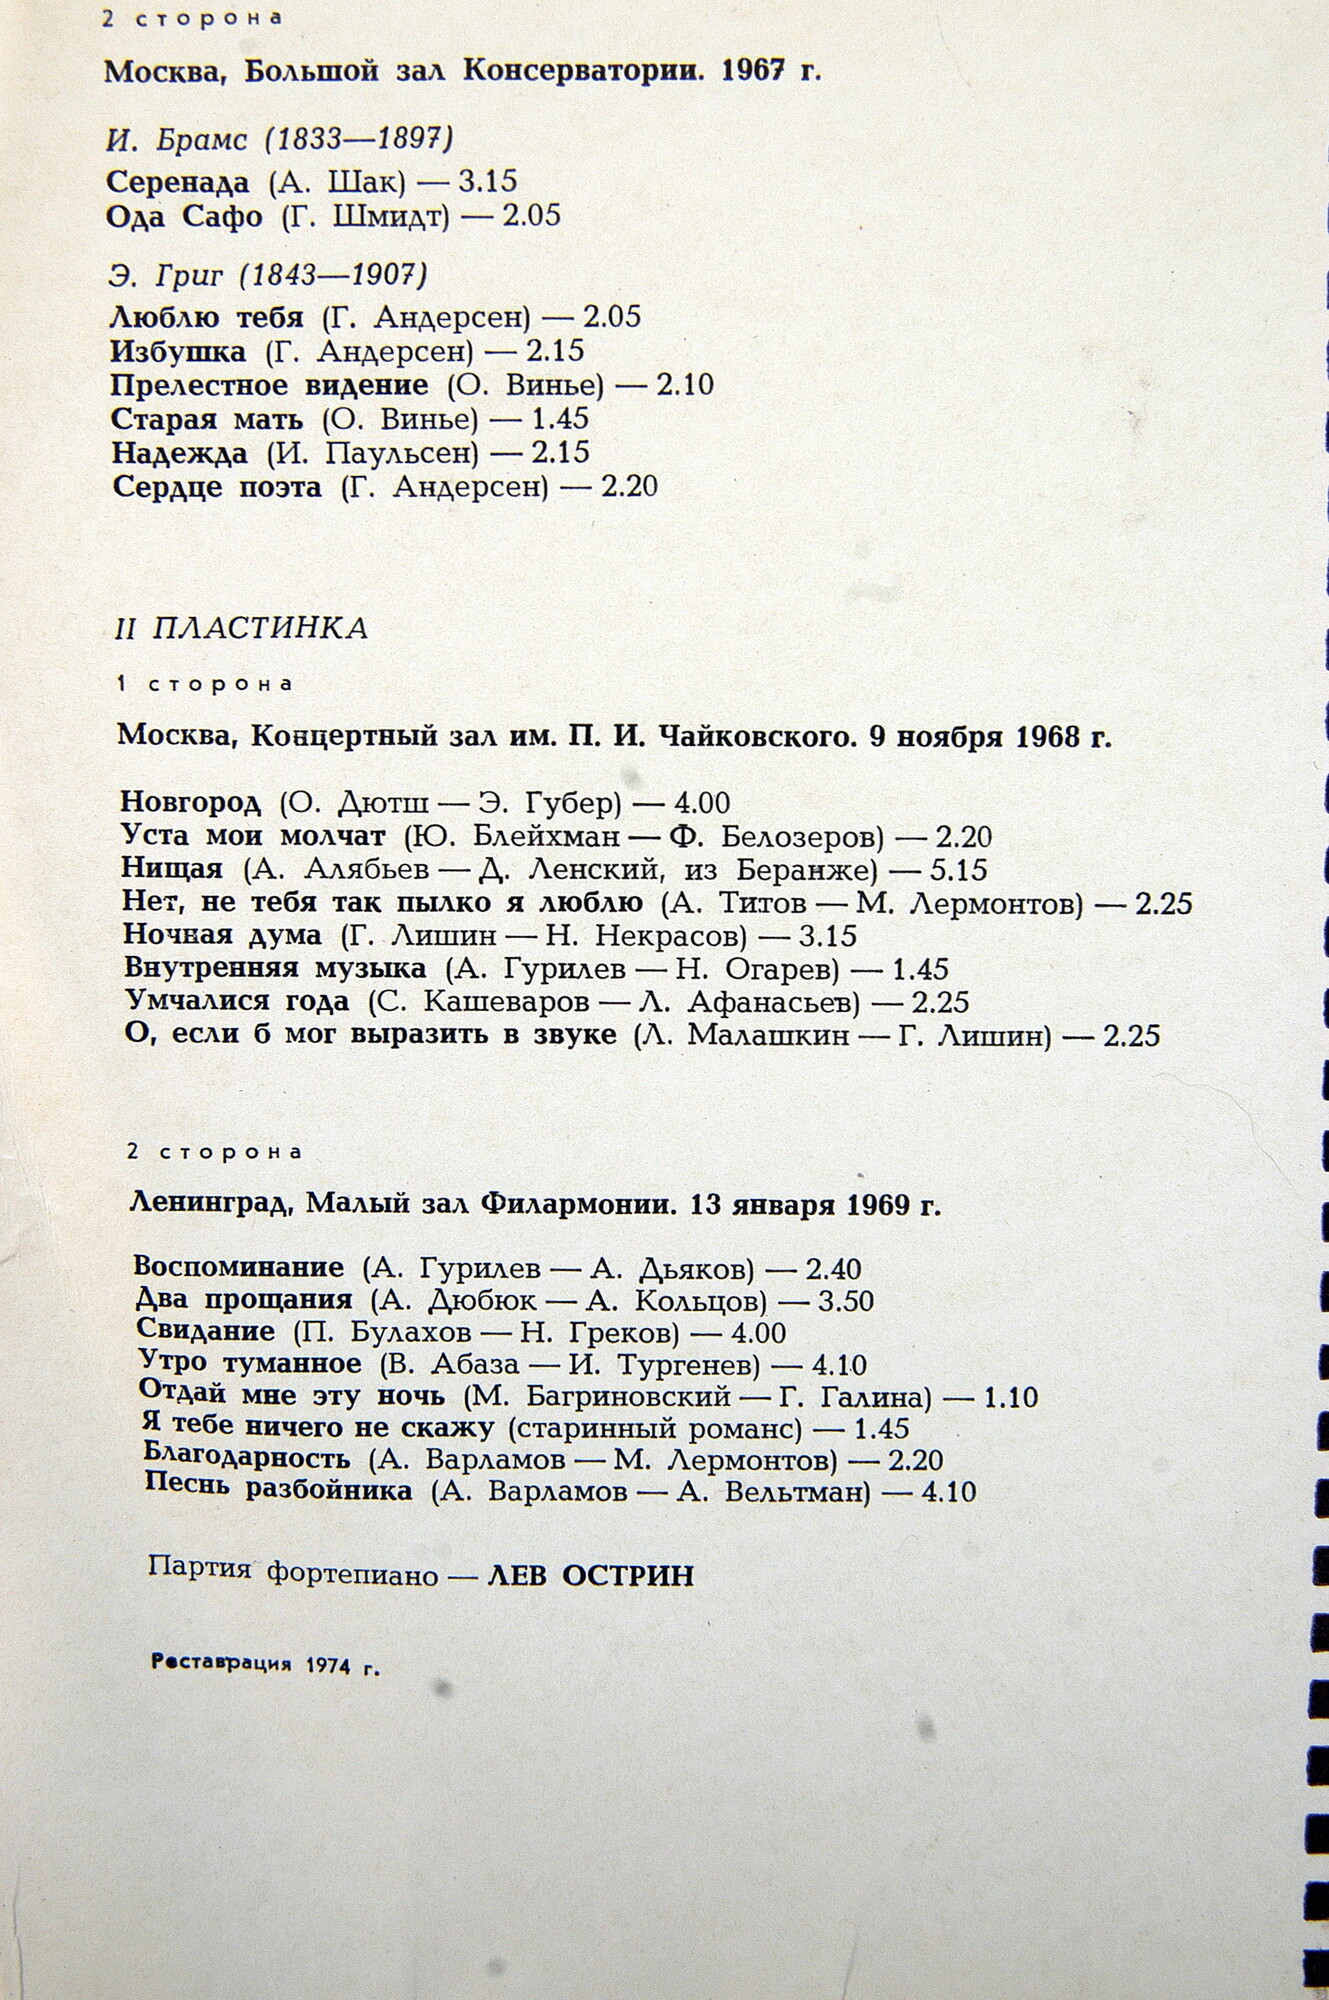 2 сторона
Москва, Большой зал Консерватории. 1967 г.
И. Брамс (1833—1897)
Серенада (А. Шак) — 3.15
Ода Сафо (Г. Шмидт) — 2.05
Э. Григ (1843—1907)
Люблю тебя (Г. Андерсен) — 2.05
Избушка (Г. Андерсен) — 2.15
Прелестное видение (О. Винье) — 2.10
Старая мать (О. Винье) — 1.45
Надежда (И. Паульсен) — 2.15
Сердце поэта (Г. Андерсен) — 2.20
II ПЛАСТИНКА
1 сторона
Москва, Концертный зал им. П. И. Чайковского. 9 ноября 1968 г.
Новгород (О. Дютш — Э. Губер) — 4.00
Уста мои молчат (Ю. Блейхман — Ф. Белозеров) — 2.20
Нищая (А. Алябьев — Д. Ленский, из Беранже) — 5.15
Нет, не тебя так пылко я люблю (А. Титов — М. Лермонтов) — 2.25
Ночная дума (Г. Лишин — Н. Некрасов) — 3.15
Внутренняя музыка (А. Гурилев — Н. Огарев) — 1.45
Умчалися года (С. Кашеваров — Л. Афанасьев) — 2.25
О, если б мог выразить в звуке (Л. Малашкин — Г. Лишин) — 2.25
2 сторона
Ленинград, Малый зал Филармонии. 13 января 1969 г.
Воспоминание (А. Гурилев — А. Дьяков) — 2.40
Два прощания (А. Дюбюк — А. Кольцов) — 3.50
Свидание (П. Булахов — Н. Греков) — 4.00
Утро туманное (В. Абаза — И. Тургенев) — 4.10
Отдай мне эту ночь (М. Багриновский — Г. Галина) — 1.10
Я тебе ничего не скажу (старинный романс) — 1.45
Благодарность (А. Варламов — М. Лермонтов) — 2.20
Песнь разбойника (А. Варламов — А. Вельтман) — 4.10
Партия фортепиано — ЛЕВ ОСТРИН
Реставрация 1974 г.